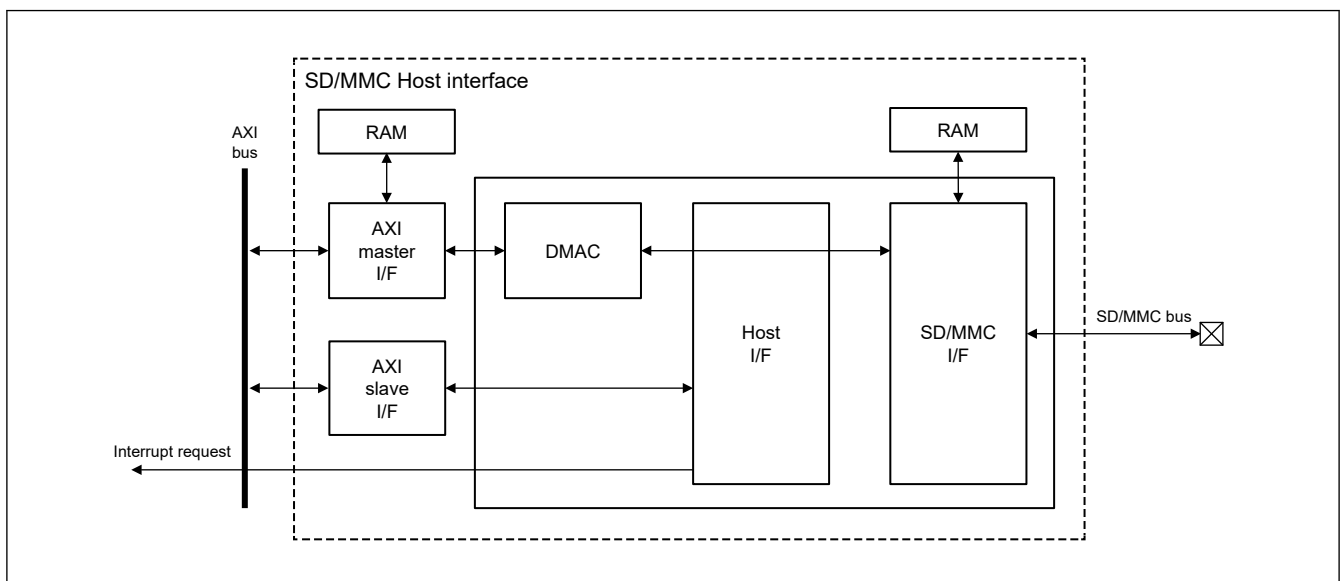 SD/MMC Host interface
RAM
RAM
AXI
bus
AXI
master
I/F
DMAC
Host
I/F
SD/MMC
I/F
SD/MMC bus
AXI
slave
I/F
Interrupt request